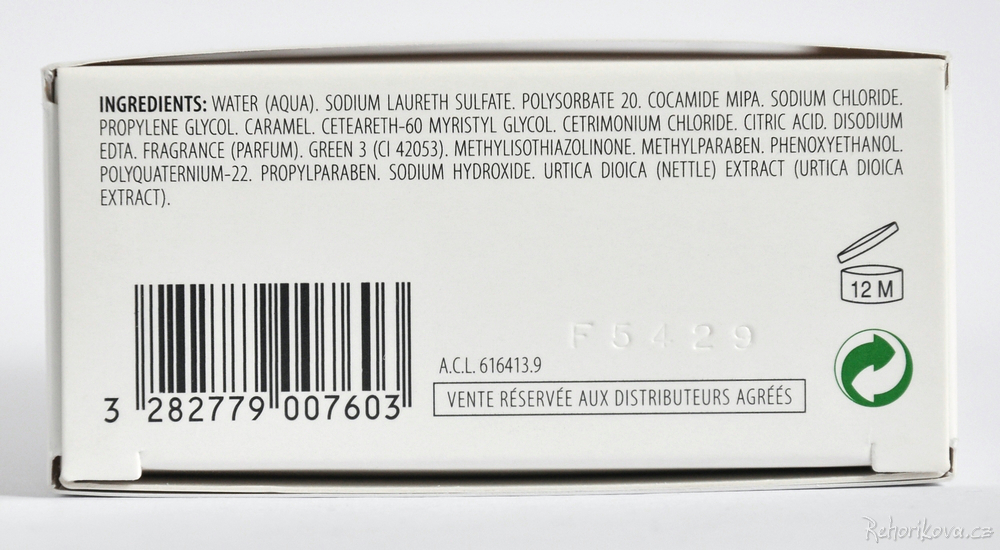 INGREDIENTS: WATER (AQUA). SODIUM LAURETH SULFATE. POLYSORBATE 20. COCAMIDE MIPA. SODIUM CHLORIDE.
PROPYLENE GLYCOL. CARAMEL. CETEARETH-60 MYRISTYL GLYCOL. CETRIMONIUM CHLORIDE. CITRIC ACID. DISODIUM
EDTA. FRAGRANCE (PARFUM). GREEN 3 (CI 42053). METHYLISOTHIAZOLINONE. METHYLPARABEN. PHENOXYETHANOL.
POLYQUATERNIUM-22. PROPYLPARABEN. SODIUM HYDROXIDE. URTICA DIOICA (NETTLE) EXTRACT (URTICA DIOICA
EXTRACT).
12 M
F5429
A.C.L. 616413.9
VENTE RÉSERVÉE AUX DISTRIBUTEURS AGRÉÉS
3 282779 007603
Rehorikova.cz